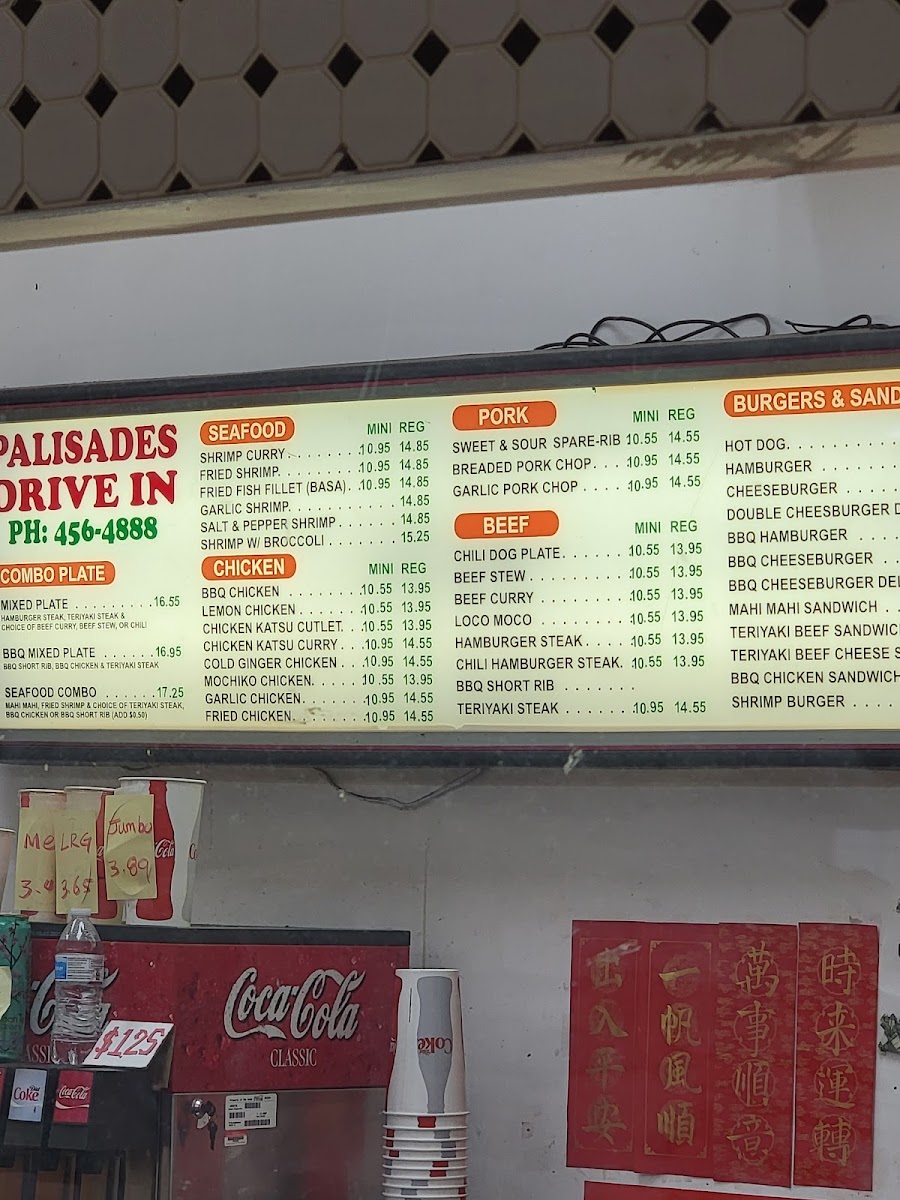 PALISADES
DRIVE IN
PH: 456-4888
COMBO PLATE
MIXED PLATE . . . . . . . . . 16.55
HAMBURGER STEAK, TERIYAKI STEAK &
CHOICE OF BEEF CURRY, BEEF STEW, OR CHILI
BBQ MIXED PLATE . . . . . . 16.95
BBQ SHORT RIB, BBQ CHICKEN & TERIYAKI STEAK
SEAFOOD COMBO . . . . . . 17.25
MAHI MAHI, FRIED SHRIMP & CHOICE OF TERIYAKI STEAK,
BBQ CHICKEN OR BBQ SHORT RIB (ADD $0.50)
SEAFOOD MINI REG
SHRIMP CURRY . . . . . . . . 10.95 14.85
FRIED SHRIMP. . . . . . . . . 10.95 14.85
FRIED FISH FILLET (BASA). . 10.95 14.85
GARLIC SHRIMP. . . . . . . . . . . . 14.85
SALT & PEPPER SHRIMP . . . . . . 14.85
SHRIMP W/ BROCCOLI . . . . . . . 15.25
CHICKEN MINI REG
BBQ CHICKEN . . . . . . . . . 10.55 13.95
LEMON CHICKEN . . . . . . . 10.55 13.95
CHICKEN KATSU CUTLET. . . 10.55 13.95
CHICKEN KATSU CURRY . . . 10.95 14.55
COLD GINGER CHICKEN . . . 10.95 14.55
MOCHIKO CHICKEN. . . . . . 10.55 13.95
GARLIC CHICKEN. . . . . . . 10.95 14.55
FRIED CHICKEN. . . . . . . . 10.95 14.55
PORK MINI REG
SWEET & SOUR SPARE-RIB 10.55 14.55
BREADED PORK CHOP. . . . 10.95 14.55
GARLIC PORK CHOP . . . . . 10.95 14.55
BEEF MINI REG
CHILI DOG PLATE. . . . . . . 10.55 13.95
BEEF STEW . . . . . . . . . . 10.55 13.95
BEEF CURRY . . . . . . . . . 10.55 13.95
LOCO MOCO . . . . . . . . . 10.55 13.95
HAMBURGER STEAK. . . . . 10.55 13.95
CHILI HAMBURGER STEAK. 10.55 13.95
BBQ SHORT RIB . . . . . . .
TERIYAKI STEAK . . . . . . . 10.95 14.55
BURGERS & SAND
HOT DOG. . . . . . . . .
HAMBURGER . . . . . .
CHEESEBURGER . . . .
DOUBLE CHEESBURGER D
BBQ HAMBURGER . . . .
BBQ CHEESEBURGER . .
BBQ CHEESEBURGER DEL
MAHI MAHI SANDWICH . .
TERIYAKI BEEF SANDWIC
TERIYAKI BEEF CHEESE S
BBQ CHICKEN SANDWICH
SHRIMP BURGER . . . .
Me
LRG
3.65
Jumbo
3.89
Coca-Cola
CLASSIC
$1.25
Diet
Coke
Coca-Cola
Coke
出入平安
一帆風順
萬事順意
時来運轉